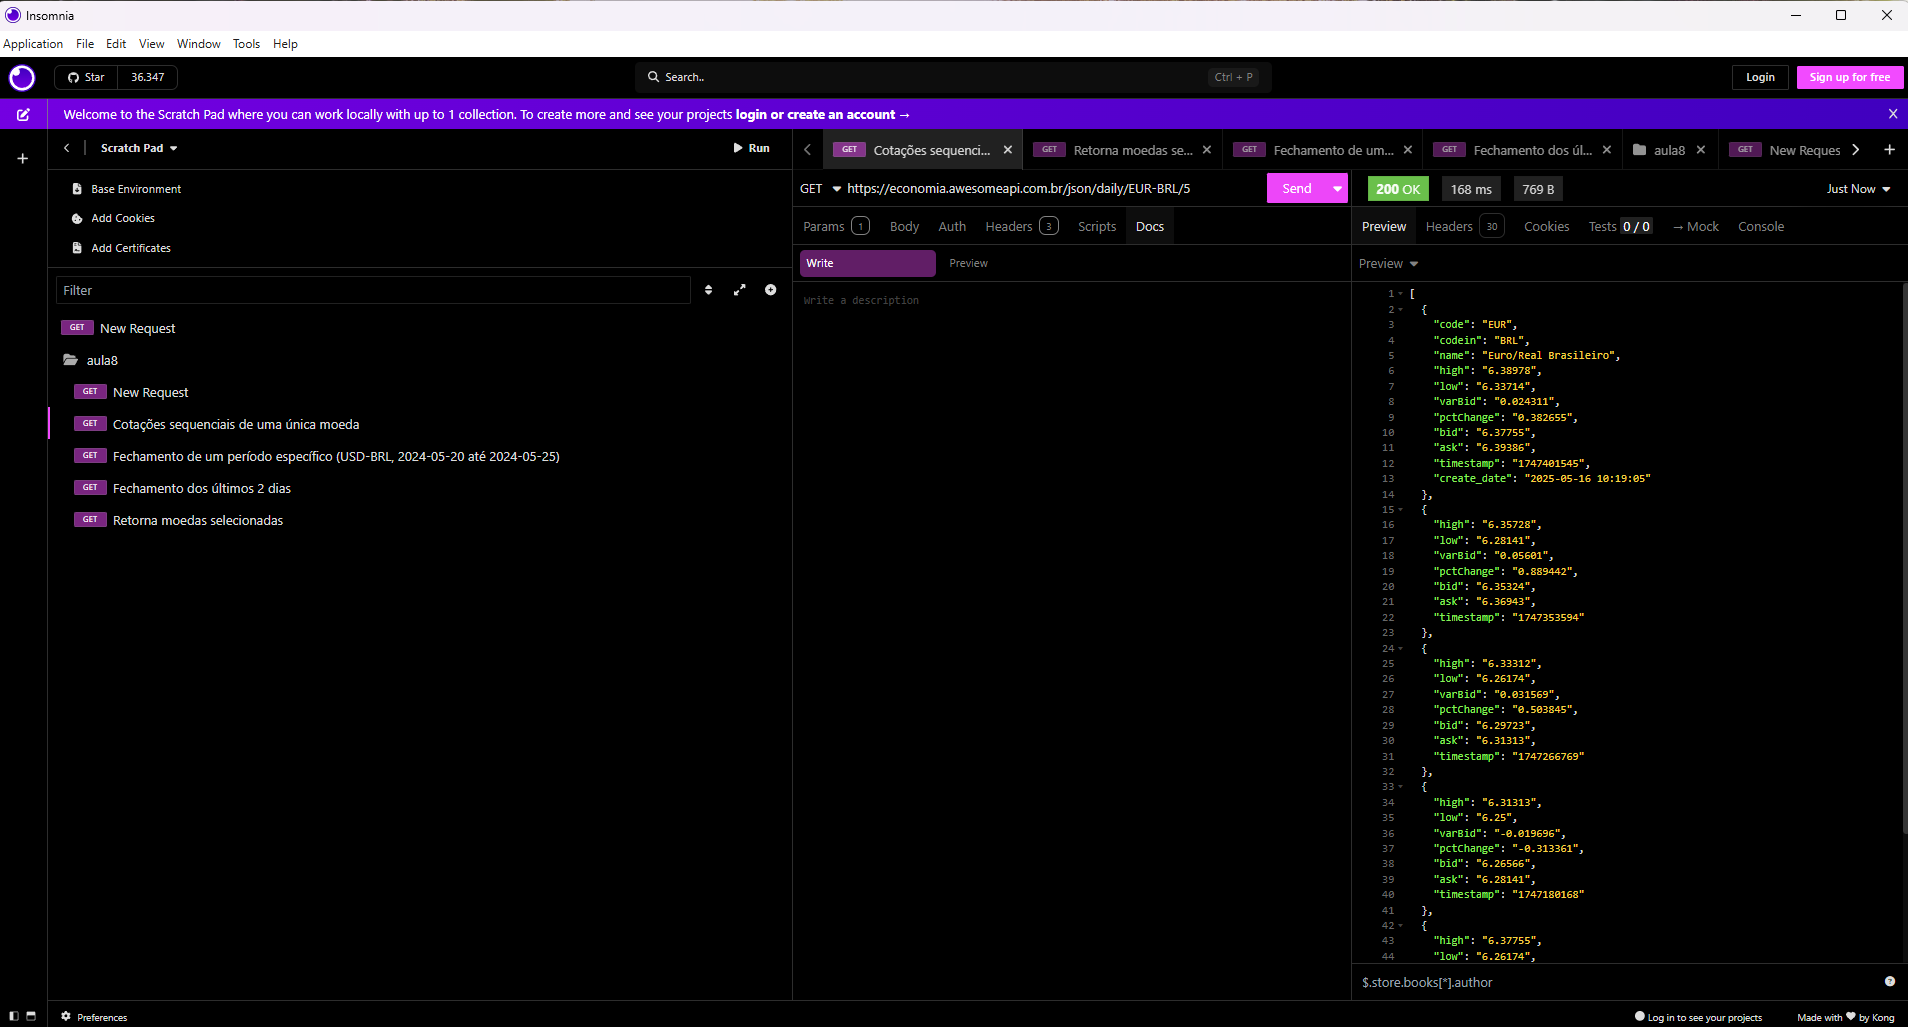 Insomnia
Application File Edit View Window Tools Help
Star 36.347
Search..
Ctrl + P
Login
Sign up for free
Welcome to the Scratch Pad where you can work locally with up to 1 collection. To create more and see your projects login or create an account →
Scratch Pad
Run
Base Environment
Add Cookies
Add Certificates
Filter
GET New Request
aula8
GET New Request
GET Cotações sequenciais de uma única moeda
GET Fechamento de um período específico (USD-BRL, 2024-05-20 até 2024-05-25)
GET Fechamento dos últimos 2 dias
GET Retorna moedas selecionadas
GET Cotações sequenci...
GET Retorna moedas se...
GET Fechamento de um...
GET Fechamento dos úl...
aula8
GET New Reques
GET https://economia.awesomeapi.com.br/json/daily/EUR-BRL/5
Send
Params 1 Body Auth Headers 3 Scripts Docs
Write Preview
Write a description
200 OK 168 ms 769 B
Just Now
Preview Headers 30 Cookies Tests 0 / 0 → Mock Console
Preview
1 [
2 {
3 "code": "EUR",
4 "codein": "BRL",
5 "name": "Euro/Real Brasileiro",
6 "high": "6.38978",
7 "low": "6.33714",
8 "varBid": "0.024311",
9 "pctChange": "0.382655",
10 "bid": "6.37755",
11 "ask": "6.39386",
12 "timestamp": "1747401545",
13 "create_date": "2025-05-16 10:19:05"
14 },
15 {
16 "high": "6.35728",
17 "low": "6.28141",
18 "varBid": "0.05601",
19 "pctChange": "0.889442",
20 "bid": "6.35324",
21 "ask": "6.36943",
22 "timestamp": "1747353594"
23 },
24 {
25 "high": "6.33312",
26 "low": "6.26174",
27 "varBid": "0.031569",
28 "pctChange": "0.503845",
29 "bid": "6.29723",
30 "ask": "6.31313",
31 "timestamp": "1747266769"
32 },
33 {
34 "high": "6.31313",
35 "low": "6.25",
36 "varBid": "-0.019696",
37 "pctChange": "-0.313361",
38 "bid": "6.26566",
39 "ask": "6.28141",
40 "timestamp": "1747180168"
41 },
42 {
43 "high": "6.37755",
44 "low": "6.26174",
$.store.books[*].author
Preferences
Log in to see your projects
Made with ♥ by Kong